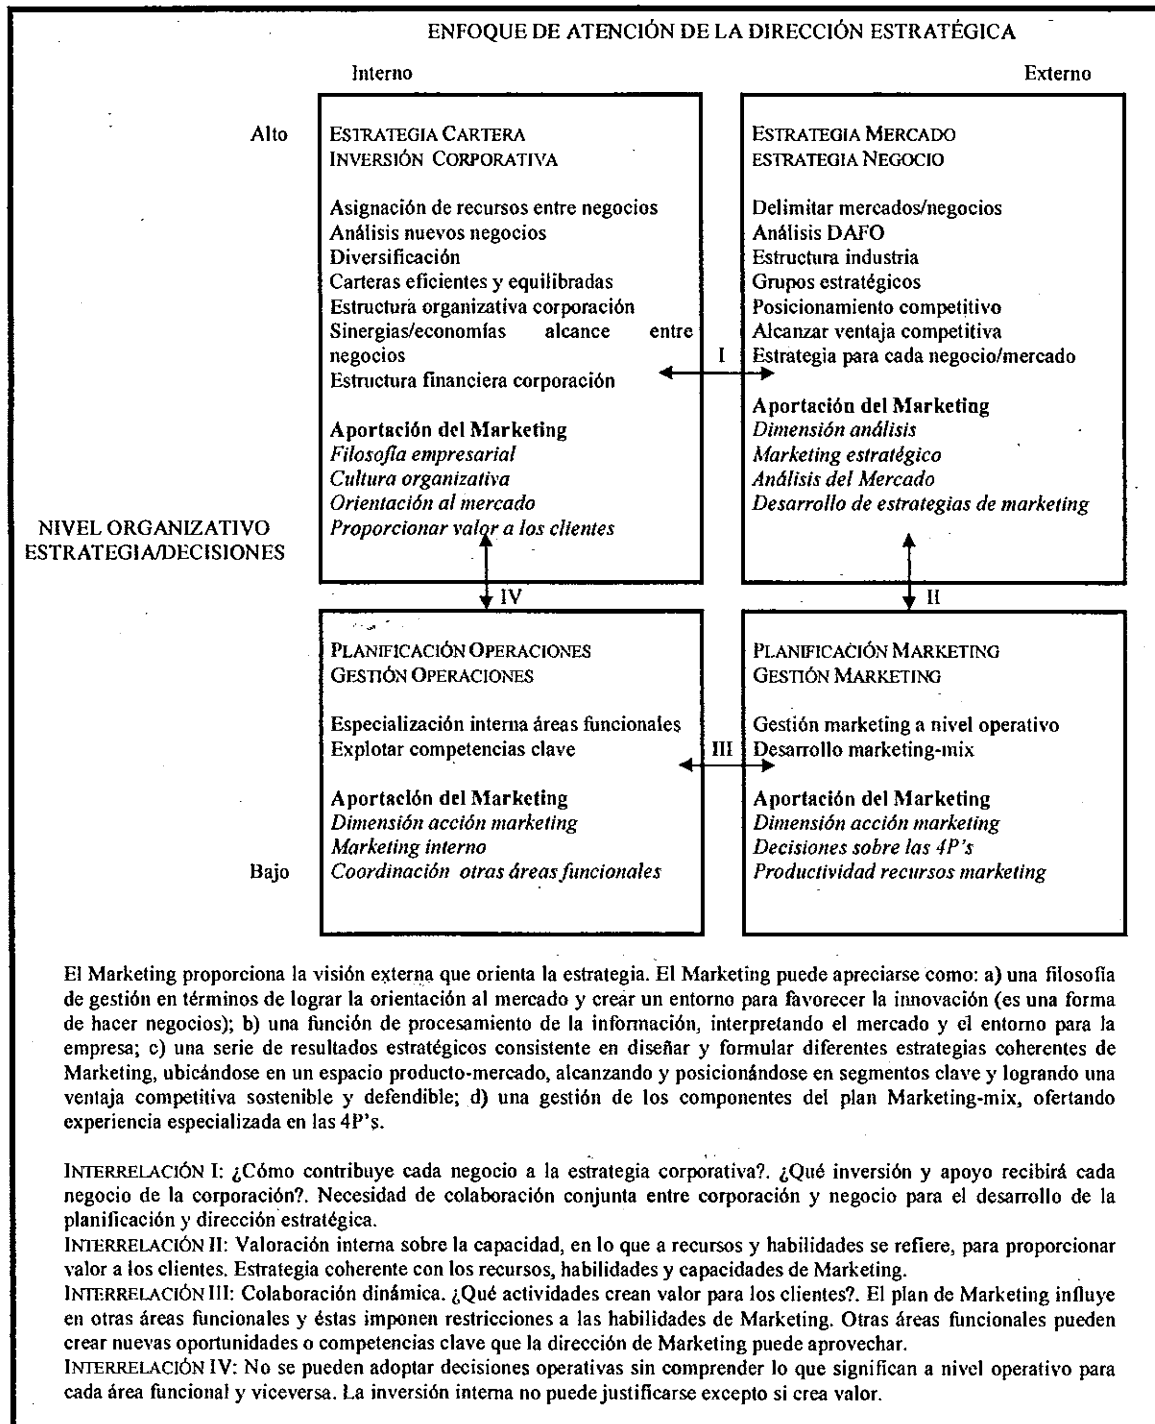 ENFOQUE DE ATENCIÓN DE LA DIRECCIÓN ESTRATÉGICA
Interno
Externo
Alto
ESTRATEGIA CARTERA
INVERSIÓN CORPORATIVA
Asignación de recursos entre negocios
Análisis nuevos negocios
Diversificación
Carteras eficientes y equilibradas
Estructura organizativa corporación
Sinergias/economías alcance entre
negocios
Estructura financiera corporación
Aportación del Marketing
Filosofía empresarial
Cultura organizativa
Orientación al mercado
Proporcionar valor a los clientes
I
ESTRATEGIA MERCADO
ESTRATEGIA NEGOCIO
Delimitar mercados/negocios
Análisis DAFO
Estructura industria
Grupos estratégicos
Posicionamiento competitivo
Alcanzar ventaja competitiva
Estrategia para cada negocio/mercado
Aportación del Marketing
Dimensión análisis
Marketing estratégico
Análisis del Mercado
Desarrollo de estrategias de marketing
NIVEL ORGANIZATIVO
ESTRATEGIA/DECISIONES
IV
II
PLANIFICACIÓN OPERACIONES
GESTIÓN OPERACIONES
Especialización interna áreas funcionales
Explotar competencias clave
Aportación del Marketing
Dimensión acción marketing
Marketing interno
Coordinación otras áreas funcionales
Bajo
III
PLANIFICACIÓN MARKETING
GESTIÓN MARKETING
Gestión marketing a nivel operativo
Desarrollo marketing-mix
Aportación del Marketing
Dimensión acción marketing
Decisiones sobre las 4P's
Productividad recursos marketing
El Marketing proporciona la visión externa que orienta la estrategia. El Marketing puede apreciarse como: a) una filosofía
de gestión en términos de lograr la orientación al mercado y crear un entorno para favorecer la innovación (es una forma
de hacer negocios); b) una función de procesamiento de la información, interpretando el mercado y el entorno para la
empresa; c) una serie de resultados estratégicos consistente en diseñar y formular diferentes estrategias coherentes de
Marketing, ubicándose en un espacio producto-mercado, alcanzando y posicionándose en segmentos clave y logrando una
ventaja competitiva sostenible y defendible; d) una gestión de los componentes del plan Marketing-mix, ofertando
experiencia especializada en las 4P's.
INTERRELACIÓN I: ¿Cómo contribuye cada negocio a la estrategia corporativa?. ¿Qué inversión y apoyo recibirá cada
negocio de la corporación?. Necesidad de colaboración conjunta entre corporación y negocio para el desarrollo de la
planificación y dirección estratégica.
INTERRELACIÓN II: Valoración interna sobre la capacidad, en lo que a recursos y habilidades se refiere, para proporcionar
valor a los clientes. Estrategia coherente con los recursos, habilidades y capacidades de Marketing.
INTERRELACIÓN III: Colaboración dinámica. ¿Qué actividades crean valor para los clientes?. El plan de Marketing influye
en otras áreas funcionales y éstas imponen restricciones a las habilidades de Marketing. Otras áreas funcionales pueden
crear nuevas oportunidades o competencias clave que la dirección de Marketing puede aprovechar.
INTERRELACIÓN IV: No se pueden adoptar decisiones operativas sin comprender lo que significan a nivel operativo para
cada área funcional y viceversa. La inversión interna no puede justificarse excepto si crea valor.